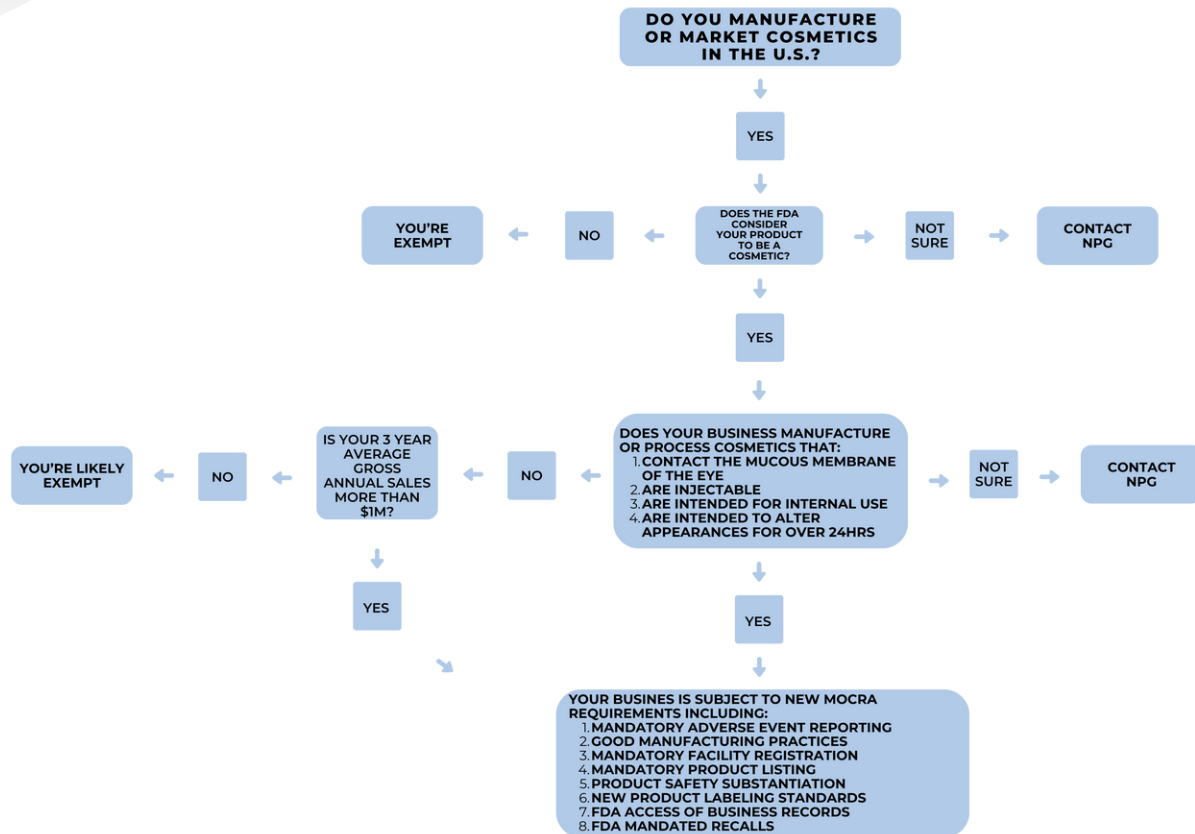 DO YOU MANUFACTURE
OR MARKET COSMETICS
IN THE U.S.?
YES
YOU'RE
EXEMPT
NO
DOES THE FDA
CONSIDER
YOUR PRODUCT
TO BE A
COSMETIC?
NOT
SURE
CONTACT
NPG
YES
YOU'RE LIKELY
EXEMPT
NO
IS YOUR 3 YEAR
AVERAGE
GROSS
ANNUAL SALES
MORE THAN
$1M?
NO
DOES YOUR BUSINESS MANUFACTURE
OR PROCESS COSMETICS THAT:
1. CONTACT THE MUCOUS MEMBRANE
OF THE EYE
2. ARE INJECTABLE
3. ARE INTENDED FOR INTERNAL USE
4. ARE INTENDED TO ALTER
APPEARANCES FOR OVER 24HRS
NOT
SURE
CONTACT
NPG
YES
YES
YOUR BUSINES IS SUBJECT TO NEW MOCRA
REQUIREMENTS INCLUDING:
1. MANDATORY ADVERSE EVENT REPORTING
2. GOOD MANUFACTURING PRACTICES
3. MANDATORY FACILITY REGISTRATION
4. MANDATORY PRODUCT LISTING
5. PRODUCT SAFETY SUBSTANTIATION
6. NEW PRODUCT LABELING STANDARDS
7. FDA ACCESS OF BUSINESS RECORDS
8. FDA MANDATED RECALLS